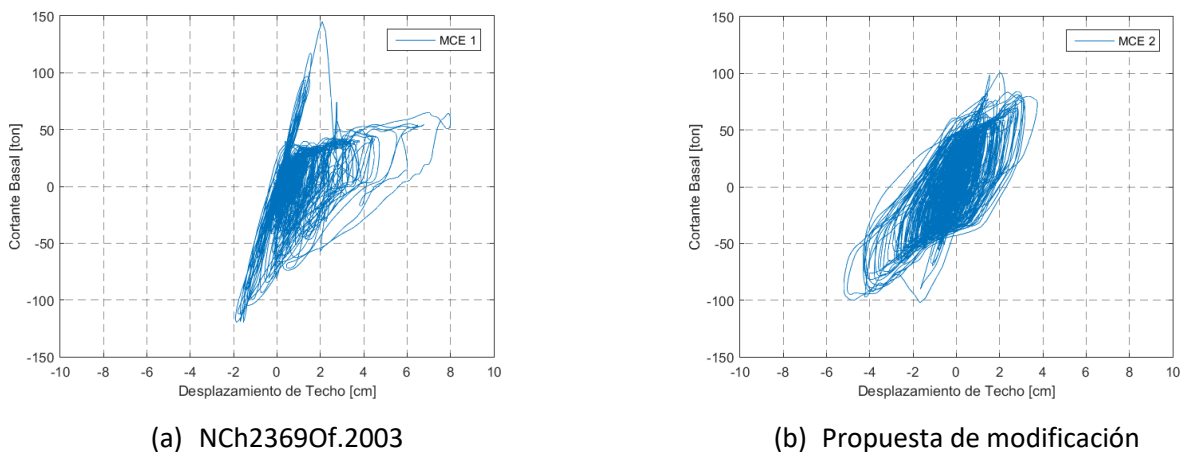 150
100
50
0
-50
-100
-150
Cortante Basal [ton]
MCE 1
-10 -8 -6 -4 -2 0 2 4 6 8 10
Desplazamiento de Techo [cm]
(a) NCh2369Of.2003
150
100
50
0
-50
-100
-150
Cortante Basal [ton]
MCE 2
-10 -8 -6 -4 -2 0 2 4 6 8 10
Desplazamiento de Techo [cm]
(b) Propuesta de modificación